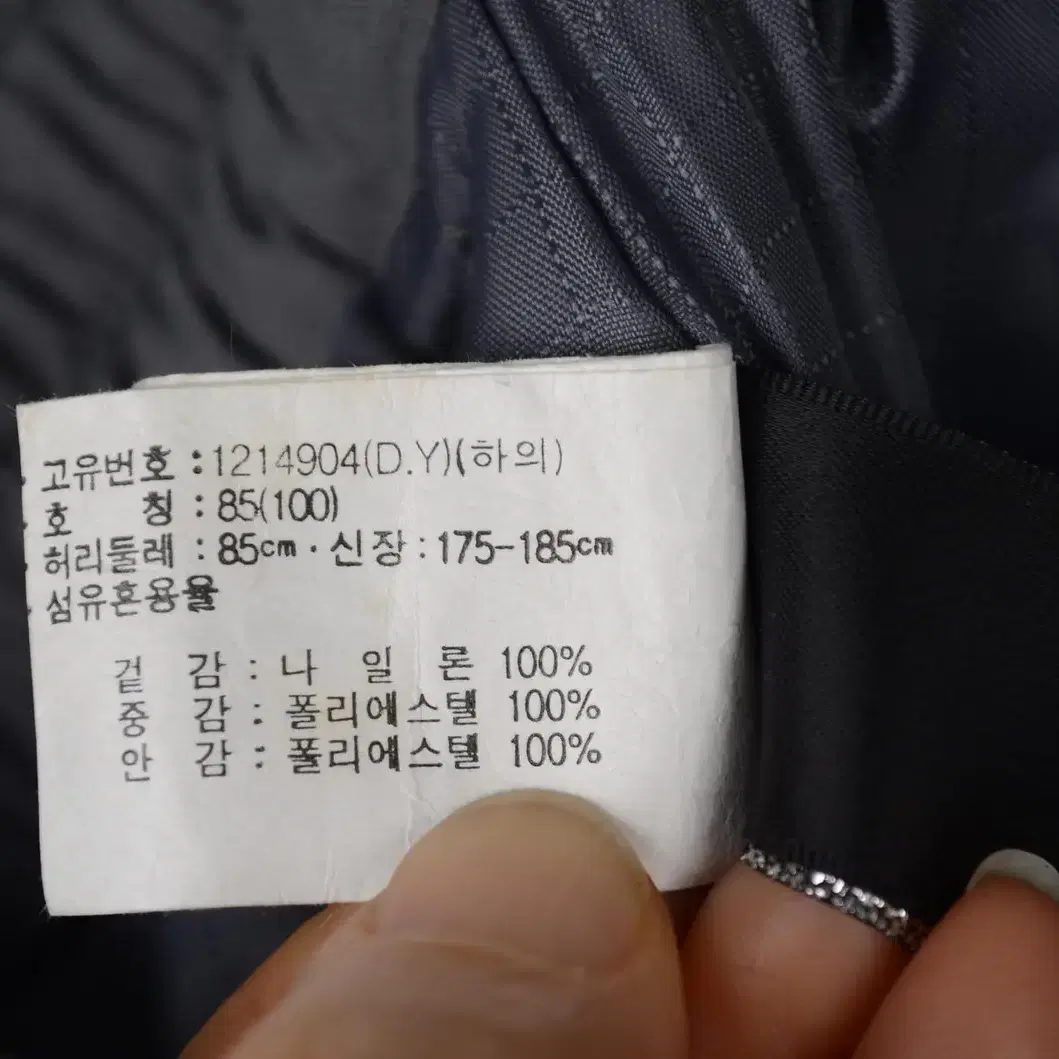 고유번호 : 1214904(D.Y)(하의)
호 칭 : 85(100)
허리둘레 : 85cm · 신장 : 175-185cm
섬유혼용율
겉 감 : 나 일 론 100%
중 감 : 폴리에스텔 100%
안 감 : 폴리에스텔 100%